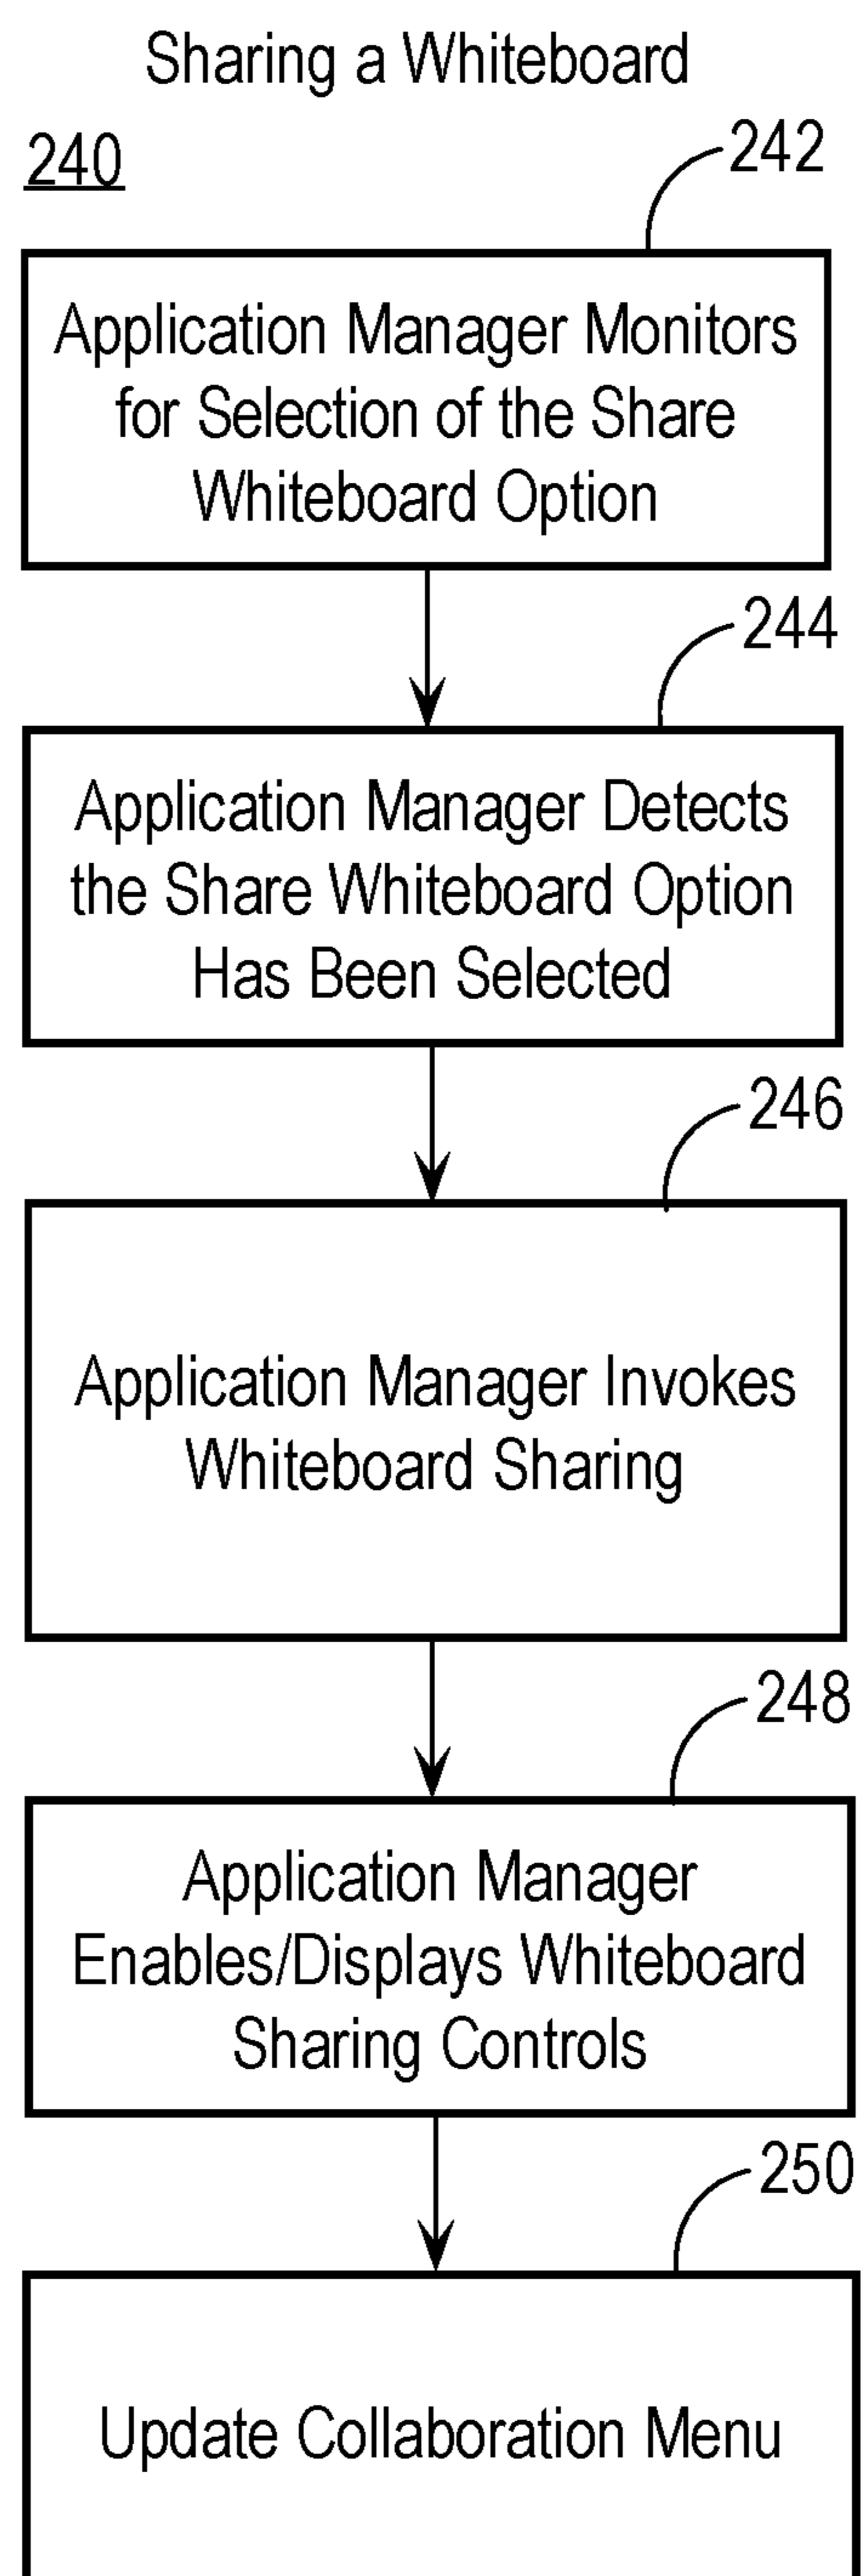 Sharing a Whiteboard
240
242
Application Manager Monitors
for Selection of the Share
Whiteboard Option
244
Application Manager Detects
the Share Whiteboard Option
Has Been Selected
246
Application Manager Invokes
Whiteboard Sharing
248
Application Manager
Enables/Displays Whiteboard
Sharing Controls
250
Update Collaboration Menu